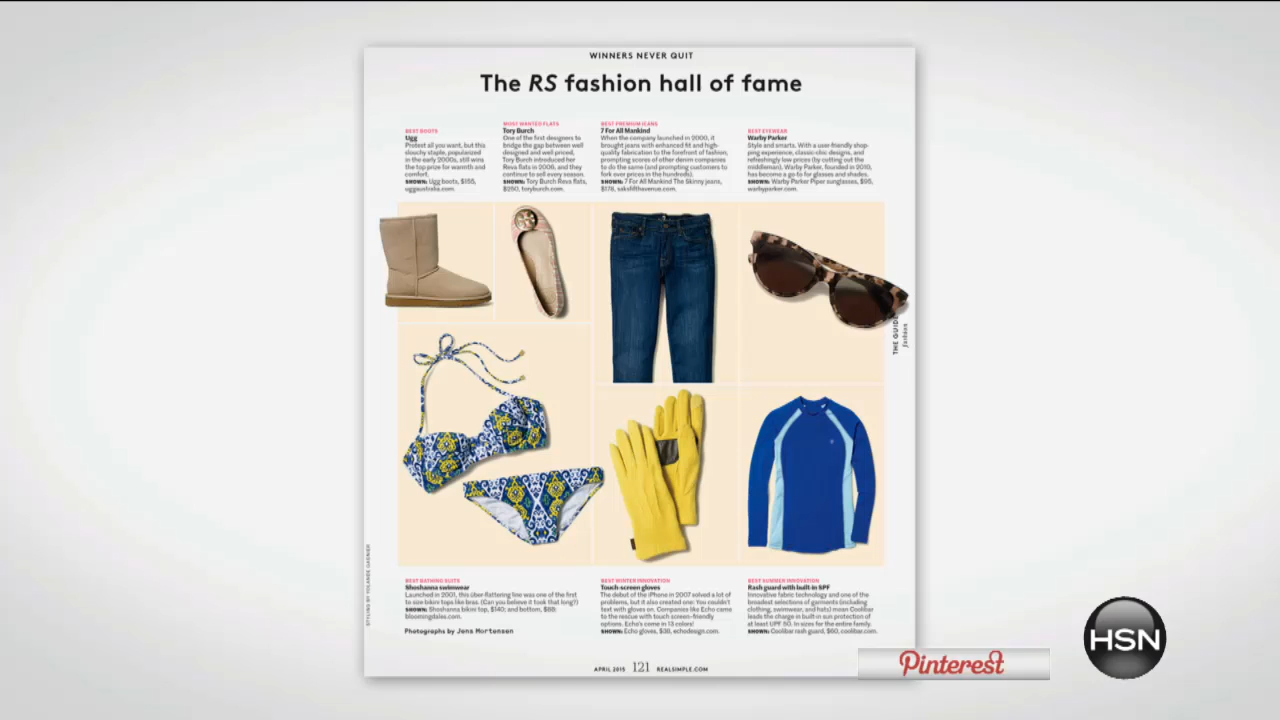 WINNERS NEVER QUIT
The RS fashion hall of fame
BEST BOOTS
Ugg
Protest all you want, but this
slouchy staple, popularized
in the early 2000s, still wins
the top prize for warmth and
comfort.
SHOWN: Ugg boots, $155,
uggaustralia.com.
MOST WANTED FLATS
Tory Burch
One of the first designers to
bridge the gap between well
designed and well priced,
Tory Burch introduced her
Reva flats in 2006, and they
continue to sell every season.
SHOWN: Tory Burch Reva flats,
$250, toryburch.com.
BEST PREMIUM JEANS
7 For All Mankind
When the company launched in 2000, it
brought jeans with enhanced fit and high-
quality fabrication to the forefront of fashion,
prompting scores of other denim companies
to do the same (and prompting customers to
fork over prices in the hundreds).
SHOWN: 7 For All Mankind The Skinny jeans,
$178, saksfifthavenue.com.
BEST EYEWEAR
Warby Parker
Style and smarts. With a user-friendly shop-
ping experience, classic-chic designs, and
refreshingly low prices (by cutting out the
middleman), Warby Parker, founded in 2010,
has become a go-to for glasses and shades.
SHOWN: Warby Parker Piper sunglasses, $95,
warbyparker.com.
THE GUIDE
fashion
BEST BATHING SUITS
Shoshanna swimwear
Launched in 2001, this über-flattering line was one of the first
to size bikini tops like bras. (Can you believe it took that long?)
SHOWN: Shoshanna bikini top, $140; and bottom, $88;
bloomingdales.com.
BEST WINTER INNOVATION
Touch-screen gloves
The debut of the iPhone in 2007 solved a lot of
problems, but it also created one: You couldn't
text with gloves on. Companies like Echo came
to the rescue with touch screen-friendly
options. Echo's come in 13 colors!
SHOWN: Echo gloves, $38, echodesign.com.
BEST SUMMER INNOVATION
Rash guard with built-in SPF
Innovative fabric technology and one of the
broadest selections of garments (including
clothing, swimwear, and hats) mean Coolibar
leads the charge in built-in sun protection of
at least UPF 50. In sizes for the entire family.
SHOWN: Coolibar rash guard, $60, coolibar.com.
STYLING BY YOLANDE GAGNIER
Photographs by Jens Mortensen
APRIL 2015 121 REALSIMPLE.COM
Pinterest
HSN